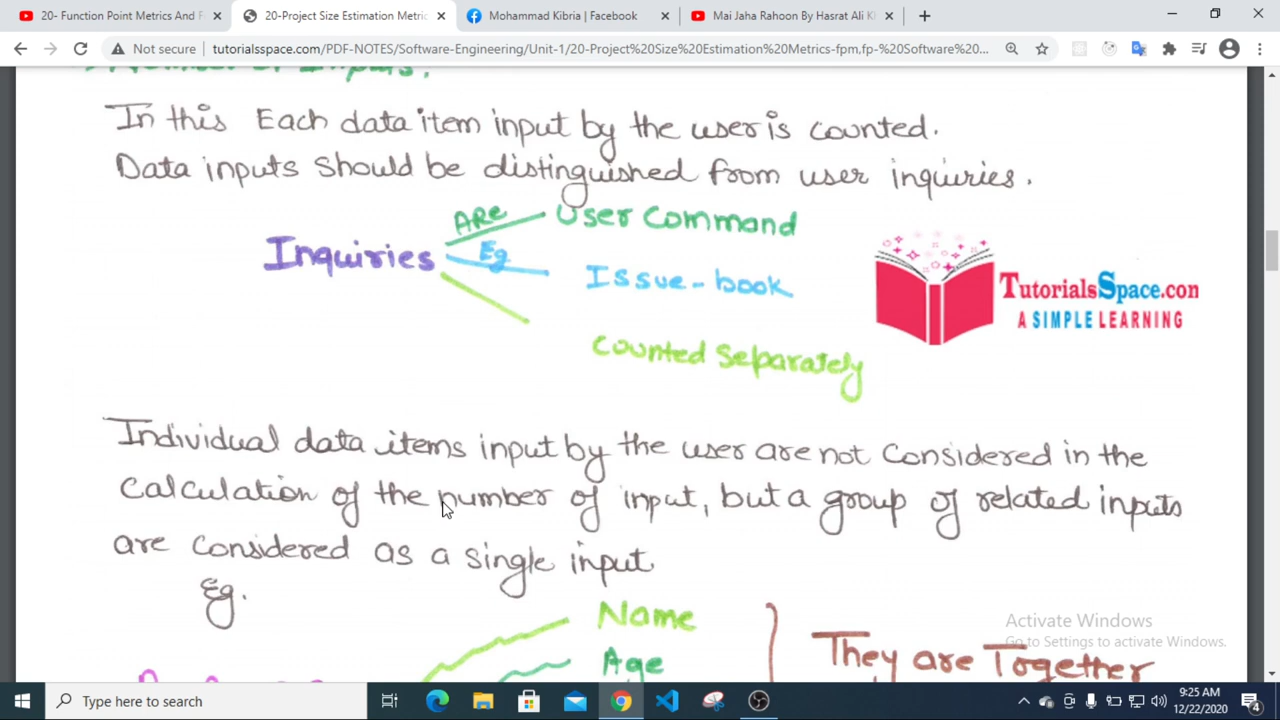 20- Function Point Metrics And F
20-Project Size Estimation Metric
Mohammad Kibria | Facebook
Mai Jaha Rahoon By Hasrat Ali K
Not secure | tutorialsspace.com/PDF-NOTES/Software-Engineering/Unit-1/20-Project%20Size%20Estimation%20Metrics-fpm,fp-%20Software%20...
Number of Inputs.
In this Each data item input by the user is counted.
Data inputs should be distinguished from user inquiries.
ARe User Command
Inquiries
Eg Issue-book
Counted Separately
TutorialsSpace.con
A SIMPLE LEARNING
Individual data items input by the user are not considered in the
Calculation of the number of input, but a group of related inputs
are considered as a single input
Eg.
Name
Age
They are Together
Activate Windows
Go to Settings to activate Windows.
Type here to search
9:25 AM
12/22/2020
4